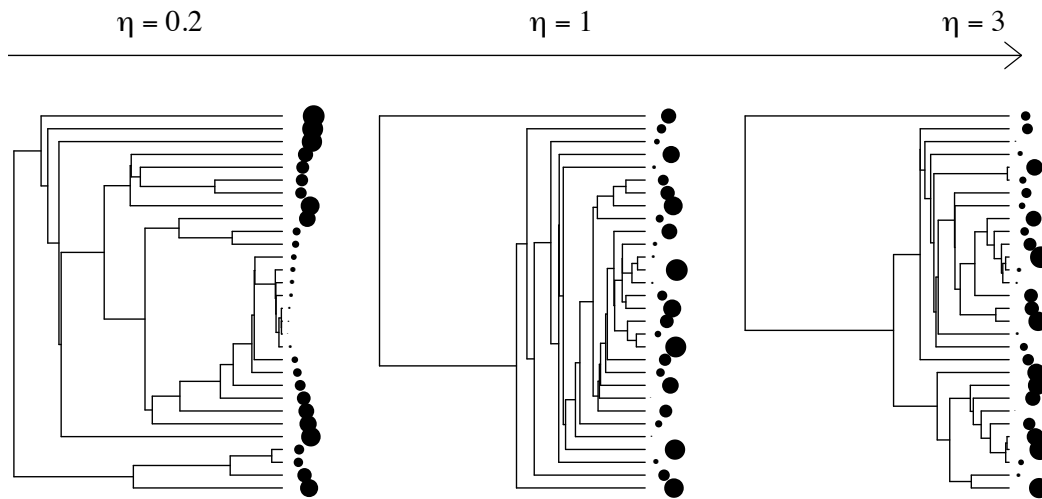 η = 0.2 η = 1 η = 3